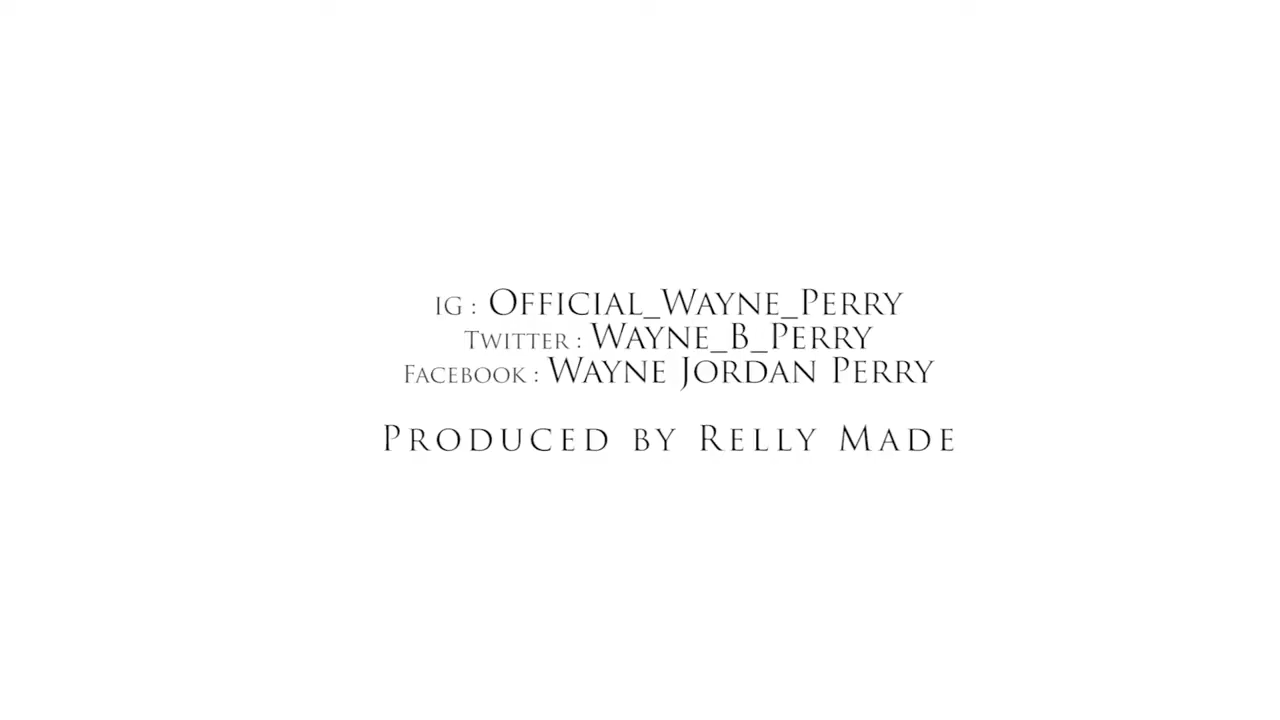 IG : Official_Wayne_Perry
Twitter : Wayne_B_Perry
Facebook : Wayne Jordan Perry
Produced by Relly Made